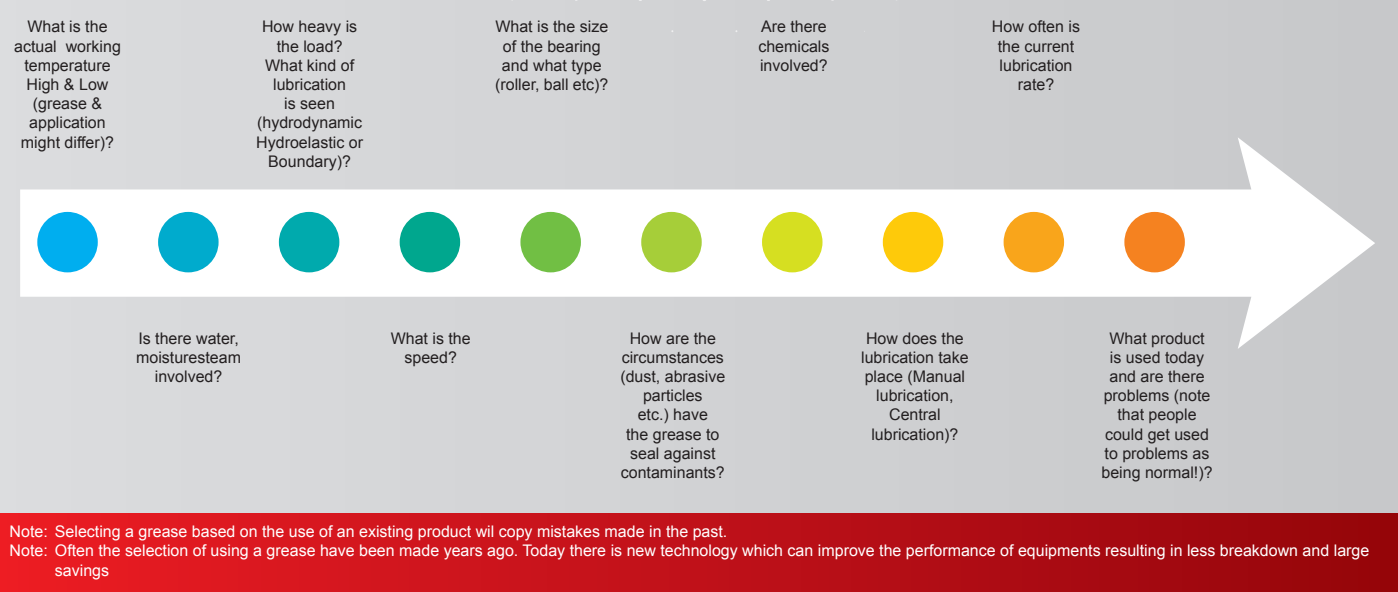 What is the
actual  working
temperature
High & Low
(grease &
application
might differ)?
Is there water,
moisturesteam
involved?
How heavy is
the load?
What kind of
lubrication
is seen
(hydrodynamic
Hydroelastic or
Boundary)?
What is the
speed?
What is the size
of the bearing
and what type
(roller, ball etc)?
How are the
circumstances
(dust, abrasive
particles
etc.) have
the grease to
seal against
contaminants?
Are there
chemicals
involved?
How does the
lubrication take
place (Manual
lubrication,
Central
lubrication)?
How often is
the current
lubrication
rate?
What product
is used today
and are there
problems (note
that people
could get used
to problems as
being normal!)?
Note: Selecting a grease based on the use of an existing product wil copy mistakes made in the past.
Note: Often the selection of using a grease have been made years ago. Today there is new technology which can improve the performance of equipments resulting in less breakdown and large
savings